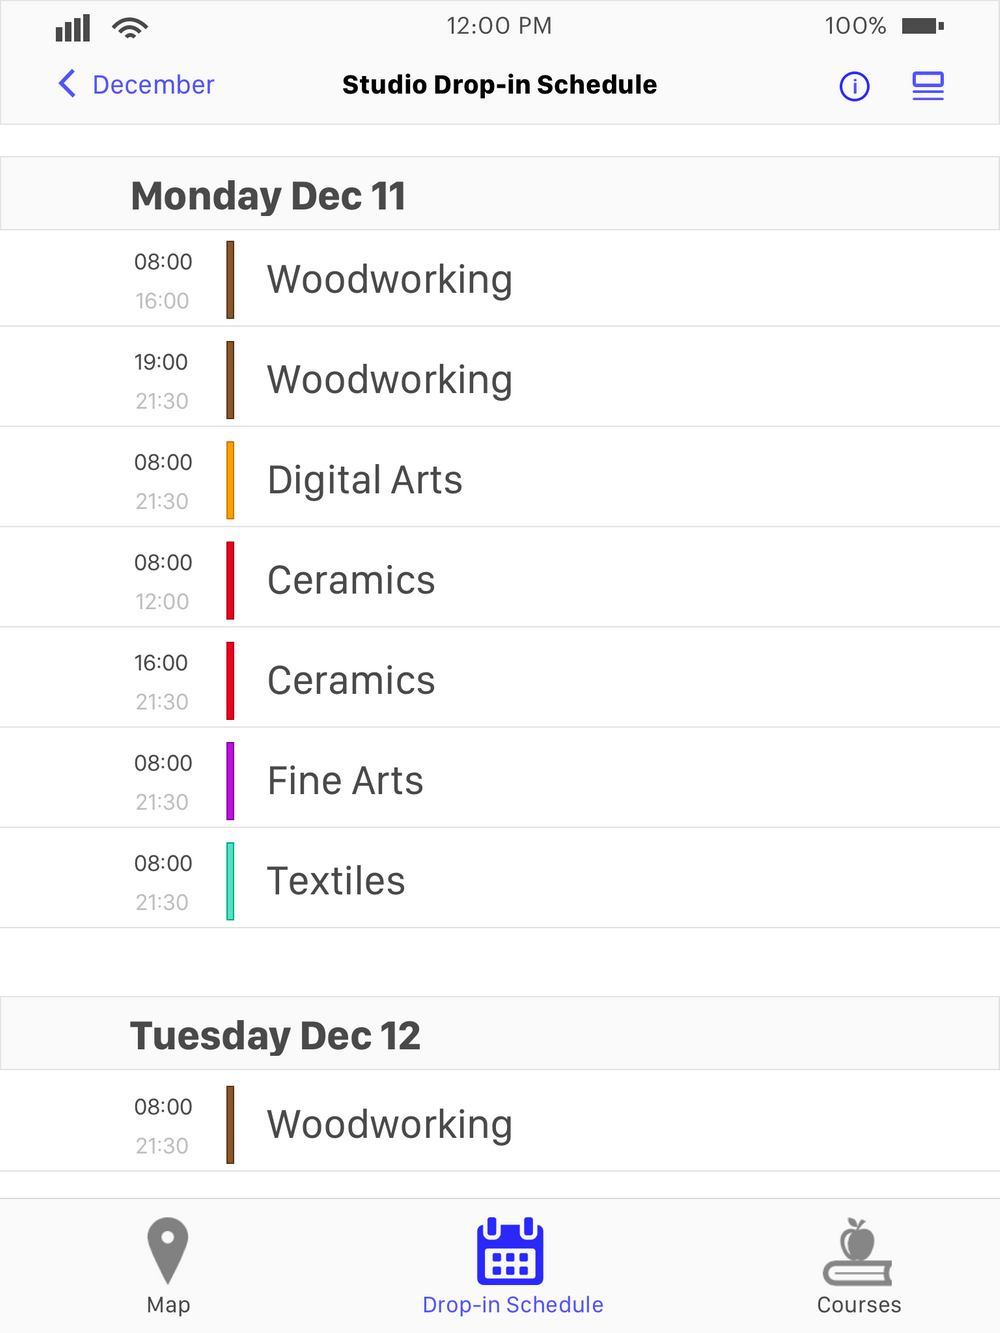 12:00 PM 100%
December Studio Drop-in Schedule
Monday Dec 11
08:00
16:00
Woodworking
19:00
21:30
Woodworking
08:00
21:30
Digital Arts
08:00
12:00
Ceramics
16:00
21:30
Ceramics
08:00
21:30
Fine Arts
08:00
21:30
Textiles
Tuesday Dec 12
08:00
21:30
Woodworking
Map Drop-in Schedule Courses